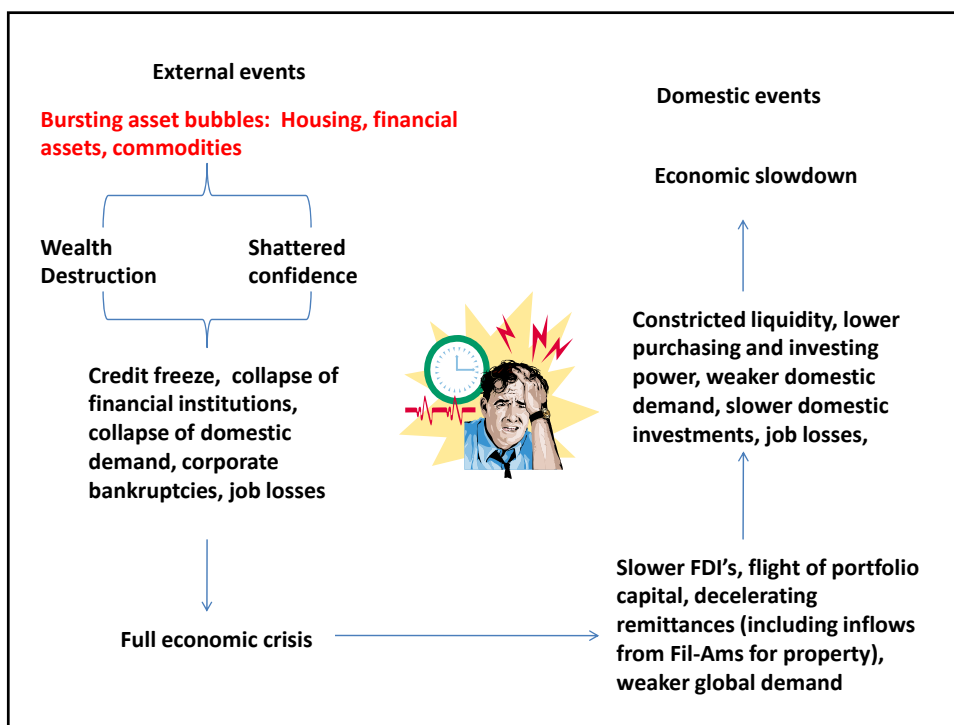 External events
Bursting asset bubbles: Housing, financial
assets, commodities
Wealth
Destruction
Shattered
confidence
Credit freeze, collapse of
financial institutions,
collapse of domestic
demand, corporate
bankruptcies, job losses
Full economic crisis
Domestic events
Economic slowdown
Constricted liquidity, lower
purchasing and investing
power, weaker domestic
demand, slower domestic
investments, job losses,
Slower FDI's, flight of portfolio
capital, decelerating
remittances (including inflows
from Fil-Ams for property),
weaker global demand